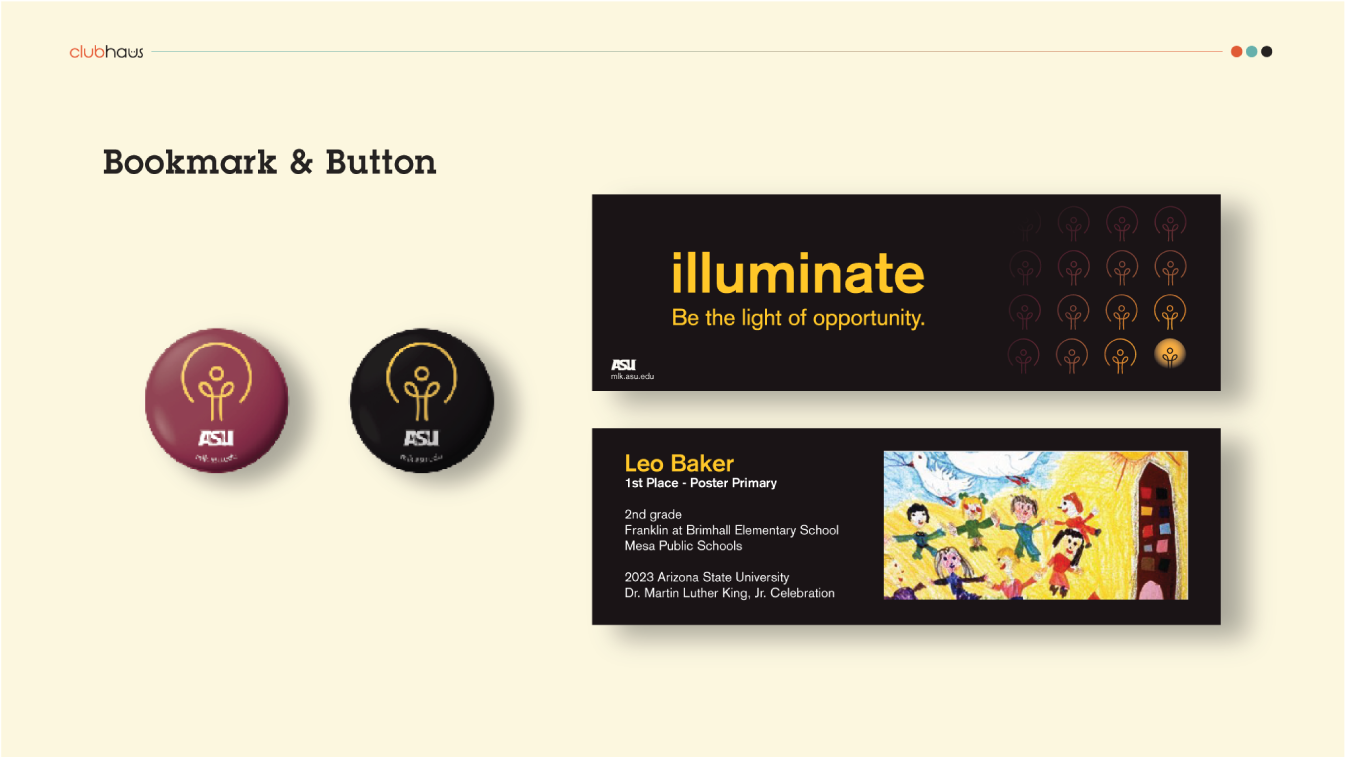 clubhaus
Bookmark & Button
illuminate
Be the light of opportunity.
ASU
mlk.asu.edu
ASU
mlk.asu.edu
ASU
mlk.asu.edu
Leo Baker
1st Place - Poster Primary
2nd grade
Franklin at Brimhall Elementary School
Mesa Public Schools
2023 Arizona State University
Dr. Martin Luther King, Jr. Celebration